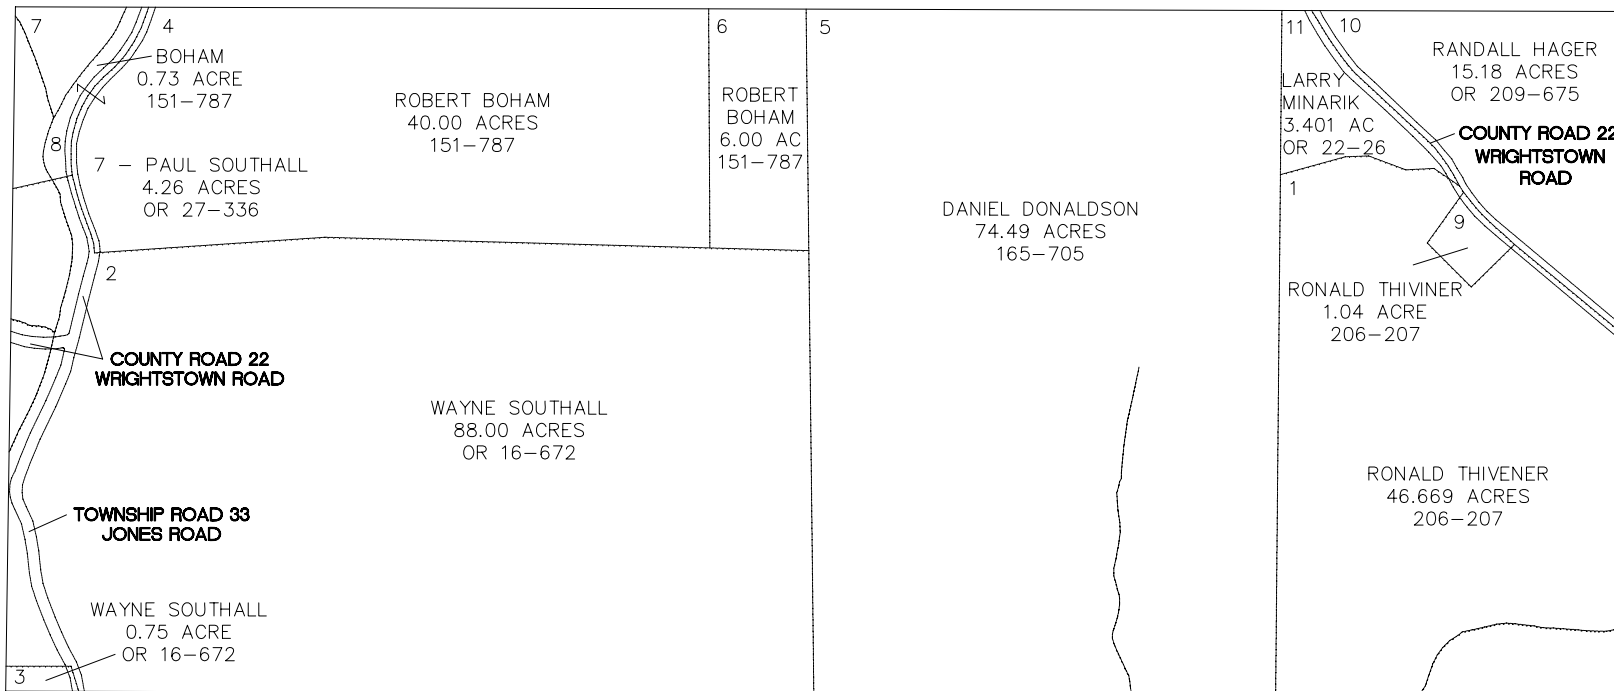 7
4
BOHAM
0.73 ACRE
151-787
8
7 - PAUL SOUTHALL
4.26 ACRES
OR 27-336
ROBERT BOHAM
40.00 ACRES
151-787
6
ROBERT
BOHAM
6.00 AC
151-787
5
DANIEL DONALDSON
74.49 ACRES
165-705
11
LARRY
MINARIK
3.401 AC
OR 22-26
10
RANDALL HAGER
15.18 ACRES
OR 209-675
COUNTY ROAD 22
WRIGHTSTOWN
ROAD
1
9
RONALD THIVINER
1.04 ACRE
206-207
2
COUNTY ROAD 22
WRIGHTSTOWN ROAD
WAYNE SOUTHALL
88.00 ACRES
OR 16-672
RONALD THIVENER
46.669 ACRES
206-207
TOWNSHIP ROAD 33
JONES ROAD
WAYNE SOUTHALL
0.75 ACRE
OR 16-672
3